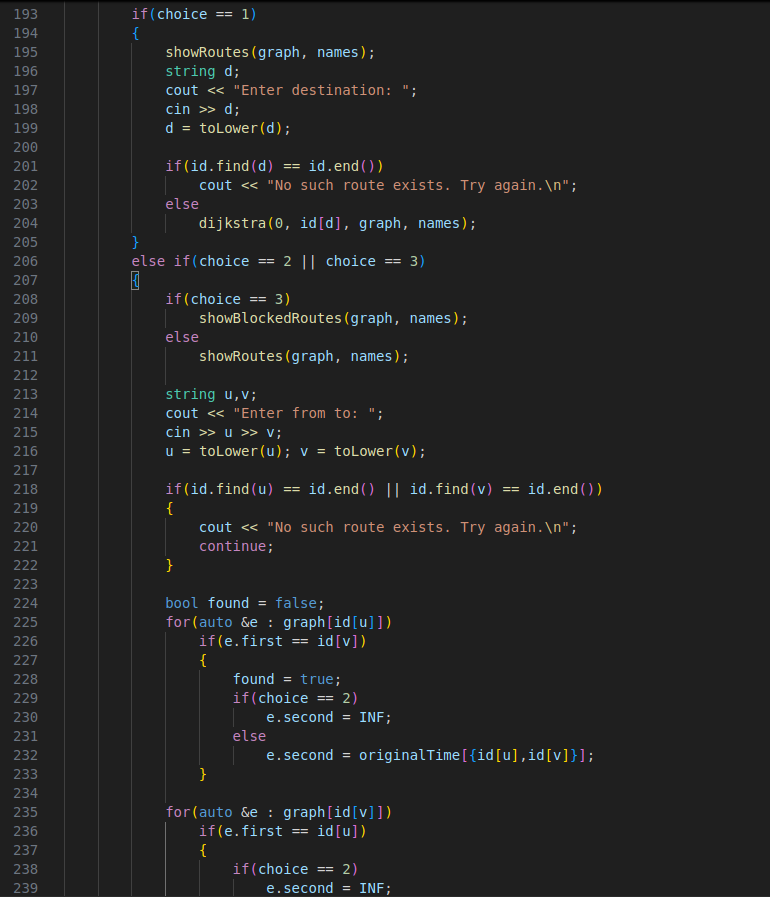 193 if(choice == 1)
194 {
195 showRoutes(graph, names);
196 string d;
197 cout << "Enter destination: ";
198 cin >> d;
199 d = toLower(d);
200
201 if(id.find(d) == id.end())
202 cout << "No such route exists. Try again.\n";
203 else
204 dijkstra(0, id[d], graph, names);
205 }
206 else if(choice == 2 || choice == 3)
207 {
208 if(choice == 3)
209 showBlockedRoutes(graph, names);
210 else
211 showRoutes(graph, names);
212
213 string u,v;
214 cout << "Enter from to: ";
215 cin >> u >> v;
216 u = toLower(u); v = toLower(v);
217
218 if(id.find(u) == id.end() || id.find(v) == id.end())
219 {
220 cout << "No such route exists. Try again.\n";
221 continue;
222 }
223
224 bool found = false;
225 for(auto &e : graph[id[u]])
226 if(e.first == id[v])
227 {
228 found = true;
229 if(choice == 2)
230 e.second = INF;
231 else
232 e.second = originalTime[{id[u],id[v]}];
233 }
234
235 for(auto &e : graph[id[v]])
236 if(e.first == id[u])
237 {
238 if(choice == 2)
239 e.second = INF;